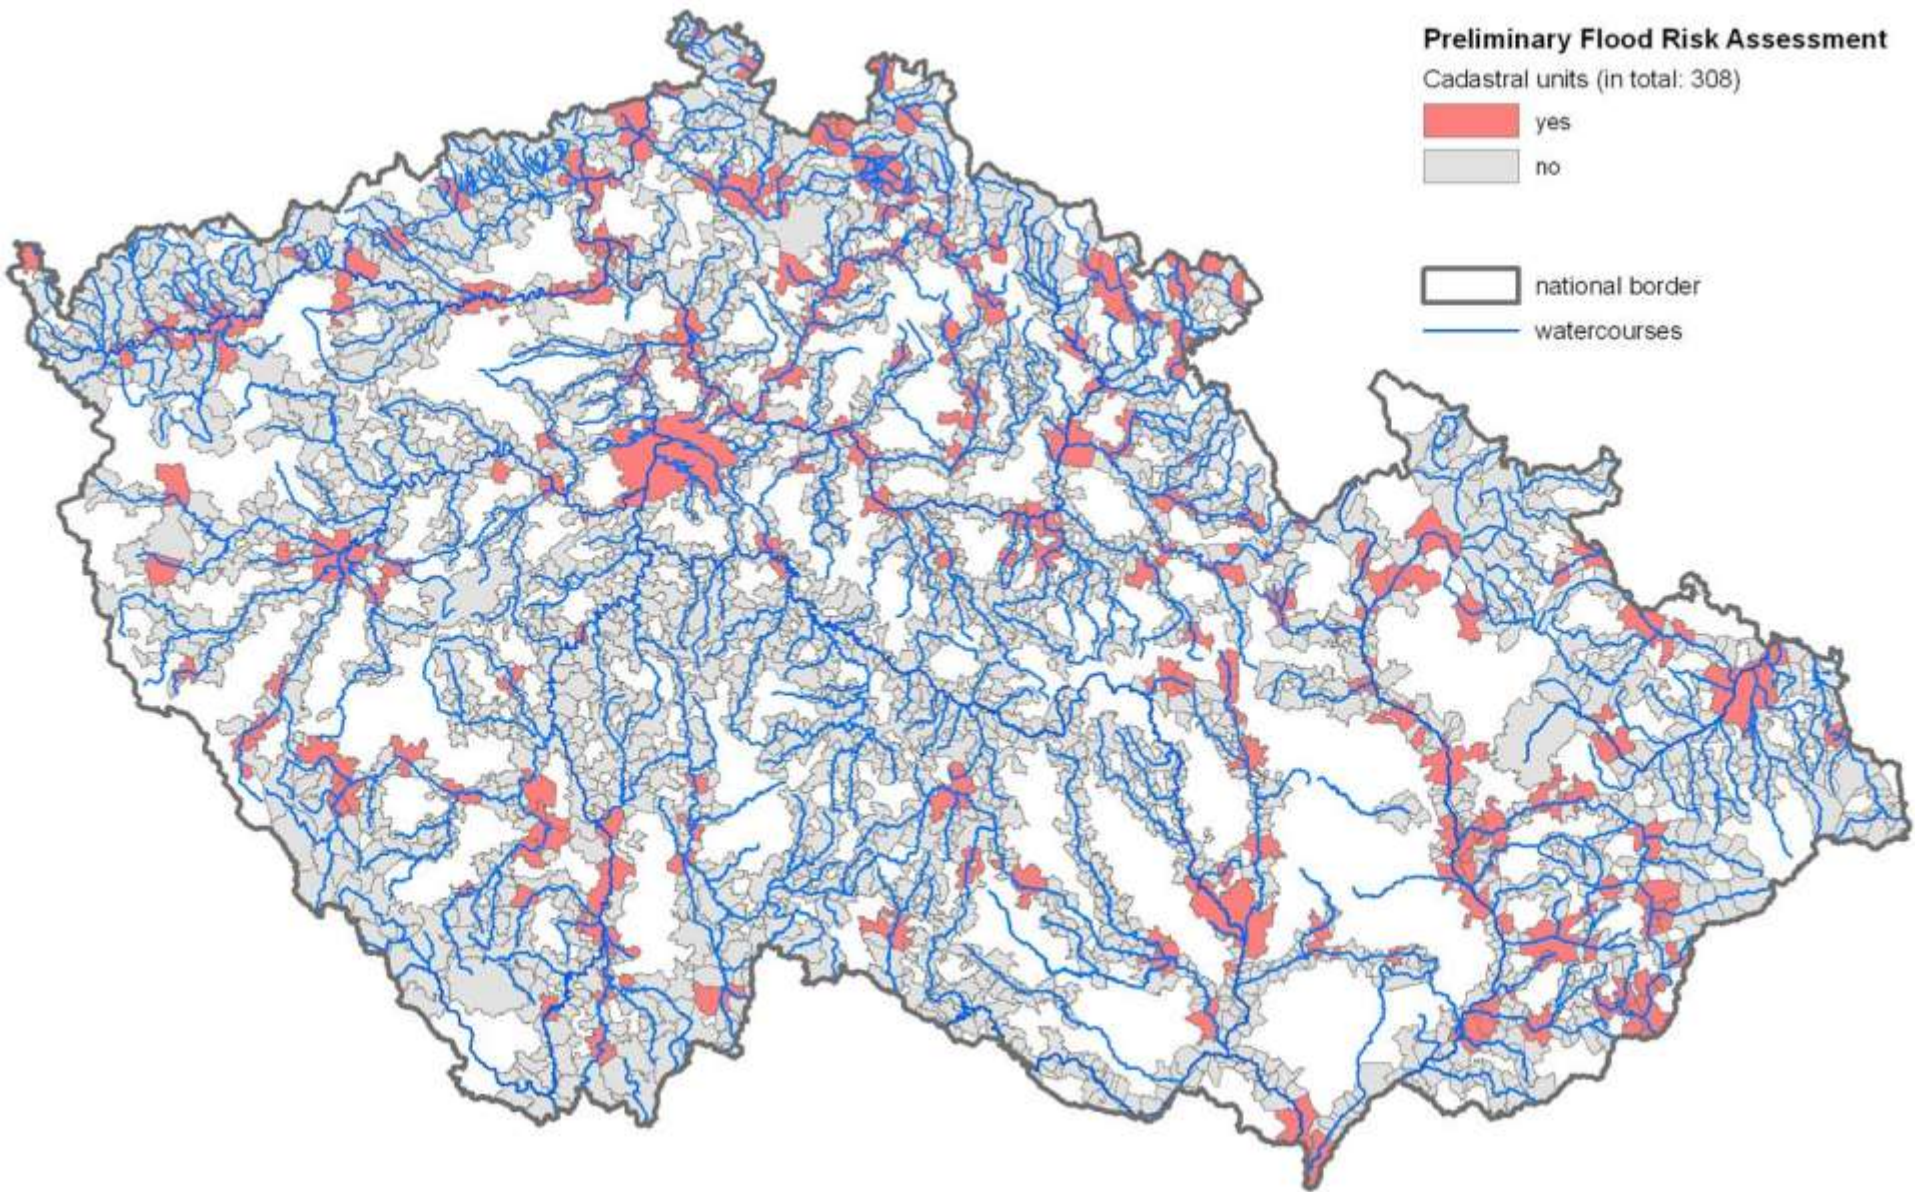 Preliminary Flood Risk Assessment
Cadastral units (in total: 308)
yes
no
national border
watercourses